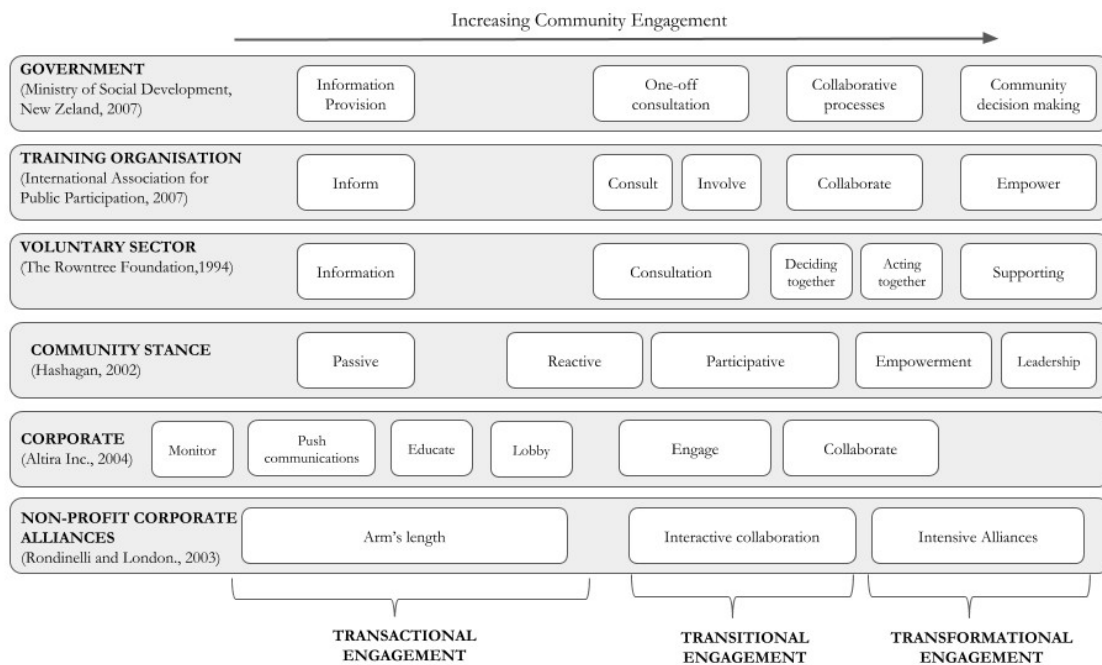 Increasing Community Engagement
GOVERNMENT
(Ministry of Social Development,
New Zeland, 2007)
Information
Provision
One-off
consultation
Collaborative
processes
Community
decision making
TRAINING ORGANISATION
(International Association for
Public Participation, 2007)
Inform
Consult
Involve
Collaborate
Empower
VOLUNTARY SECTOR
(The Rowntree Foundation,1994)
Information
Consultation
Deciding
together
Acting
together
Supporting
COMMUNITY STANCE
(Hashagan, 2002)
Passive
Reactive
Participative
Empowerment
Leadership
CORPORATE
(Altira Inc., 2004)
Monitor
Push
communications
Educate
Lobby
Engage
Collaborate
NON-PROFIT CORPORATE
ALLIANCES
(Rondinelli and London., 2003)
Arm's length
Interactive collaboration
Intensive Alliances
TRANSACTIONAL
ENGAGEMENT
TRANSITIONAL
ENGAGEMENT
TRANSFORMATIONAL
ENGAGEMENT